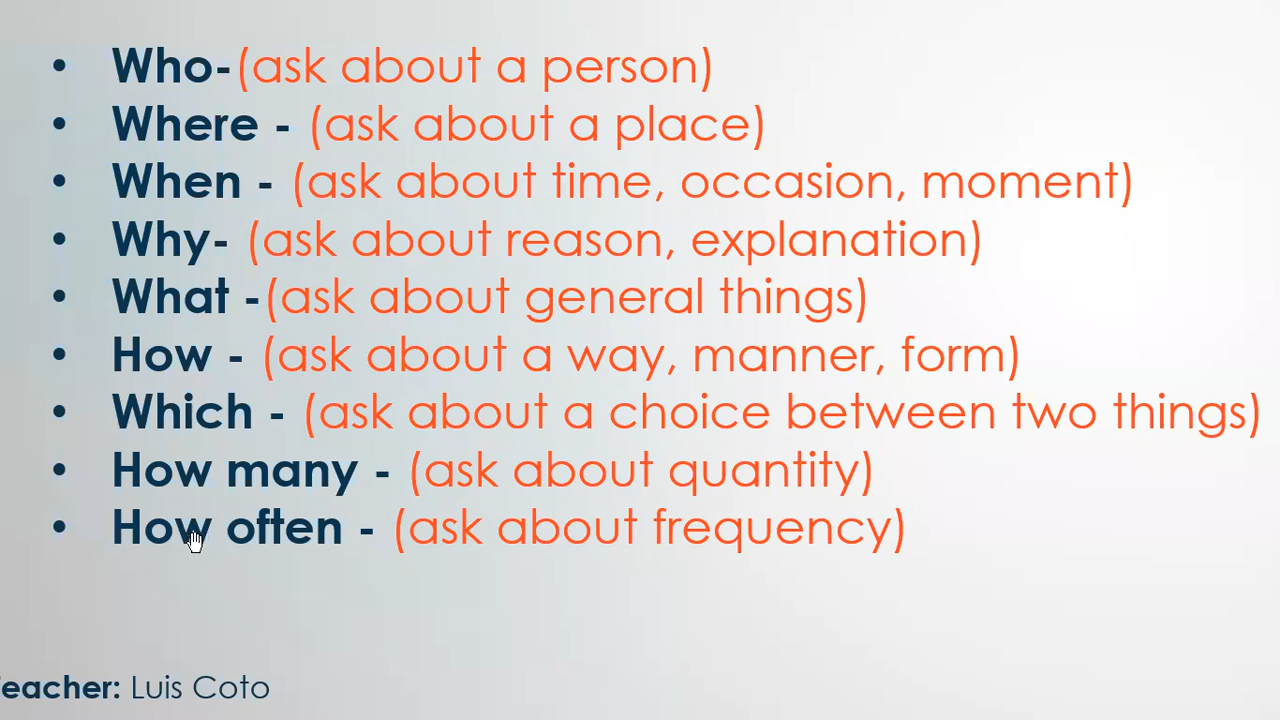 • Who-(ask about a person)
• Where - (ask about a place)
• When - (ask about time, occasion, moment)
• Why- (ask about reason, explanation)
• What -(ask about general things)
• How - (ask about a way, manner, form)
• Which - (ask about a choice between two things)
• How many - (ask about quantity)
• How often - (ask about frequency)
eacher: Luis Coto